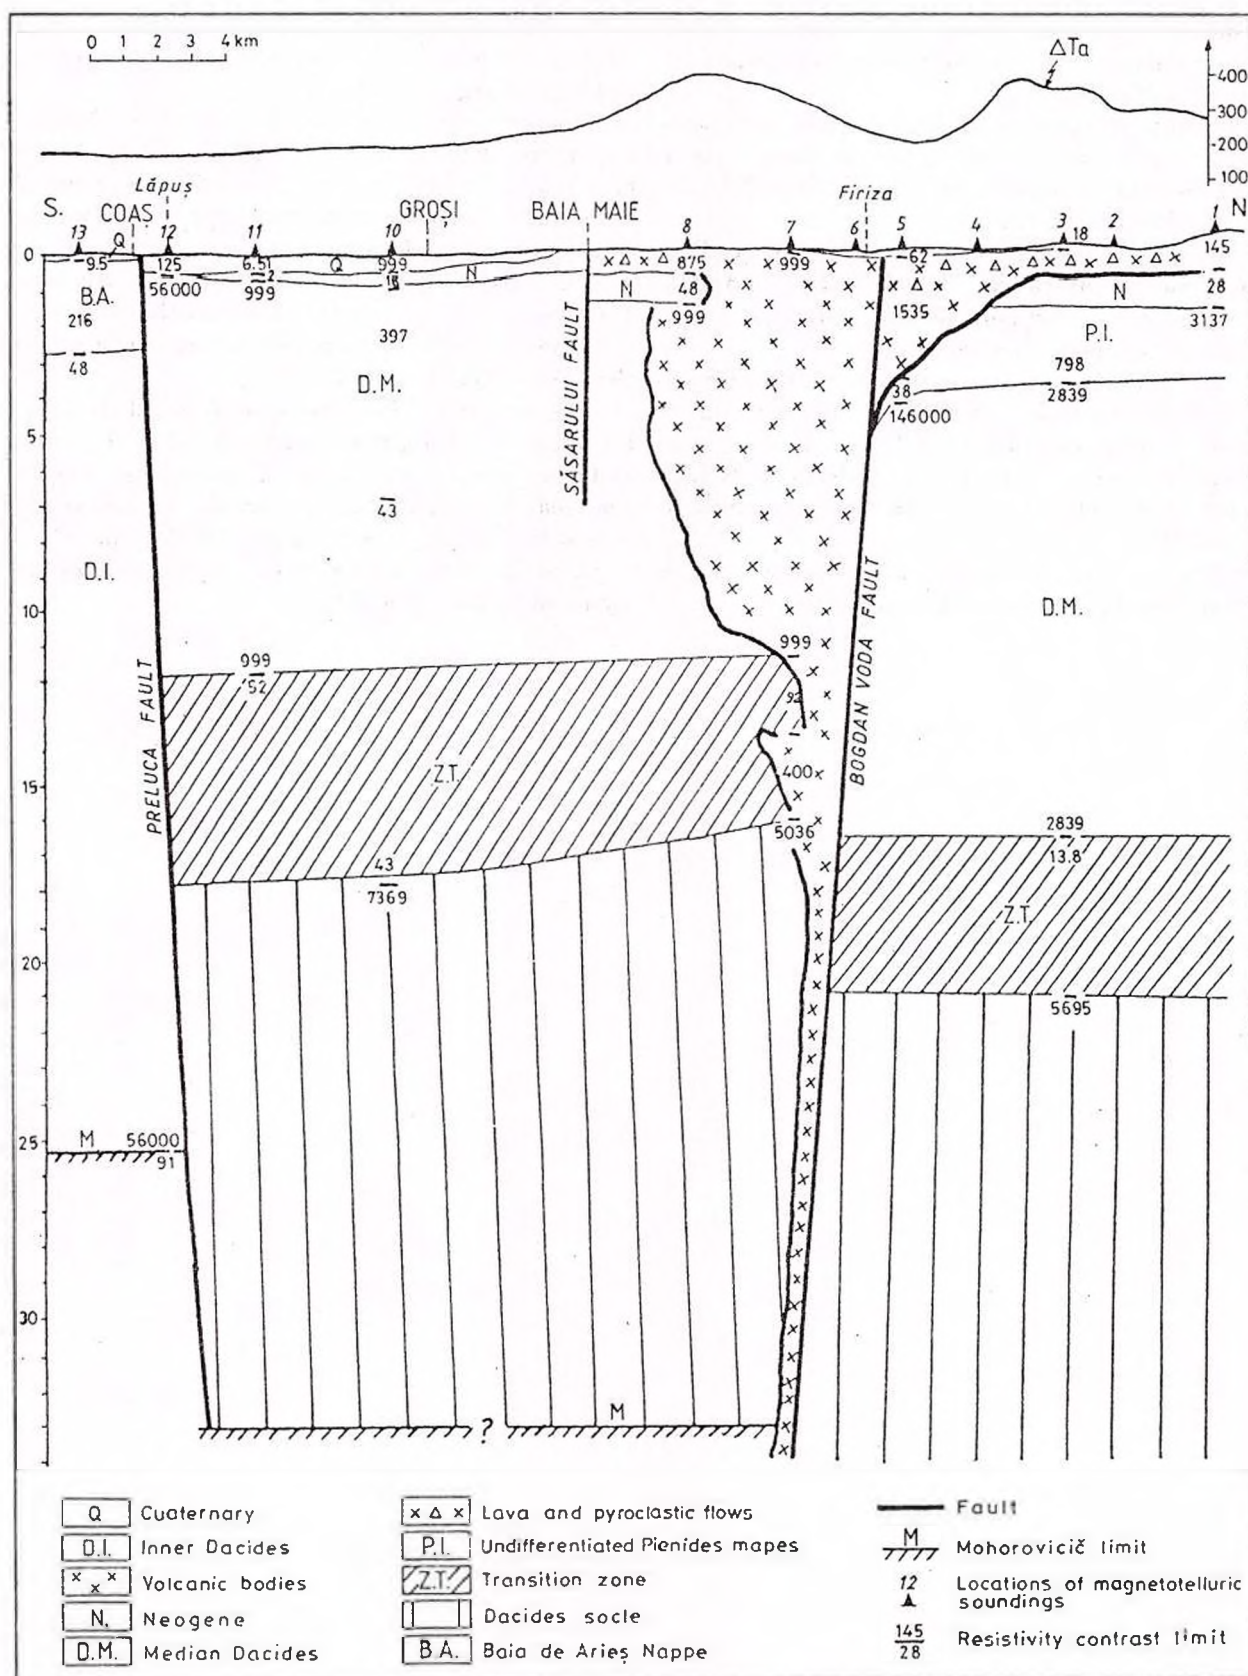 0 1 2 3 4 km
ΔTa
400
300
200
100
Lăpuș
Firiza
S. COAȘ GROȘI BAIA MAIE N
13 12 11 10 8 7 6 5 4 3 2 1
18
145
0
Q
9.5
125
56000
6.5
2
999
Q
999
N
875
48
999
N
999
62
1535
28
N
3137
B.A.
216
48
397
D.M.
P.I.
798
2839
38
146000
5
SĂSARULUI FAULT
43
D.I.
10
D.M.
BOGDAN VODA FAULT
PRELUCA FAULT
999
52
999
92
400
5036
Z.T.
15
43
7369
2839
13.8
Z.T.
20
5695
25
M 56000
91
30
M
?
Q Cuaternary
D.I. Inner Dacides
Volcanic bodies
N. Neogene
D.M. Median Dacides
Lava and pyroclastic flows
P.I. Undifferentiated Pienides mapes
Z.T. Transition zone
Dacides socle
B.A. Baia de Arieș Nappe
Fault
M Mohorovicič limit
12 Locations of magnetotelluric
soundings
145
28 Resistivity contrast limit